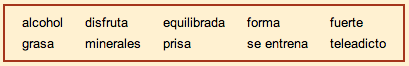 alcohol disfruta equilibrada forma fuerte
grasa minerales prisa se entrena teleadicto